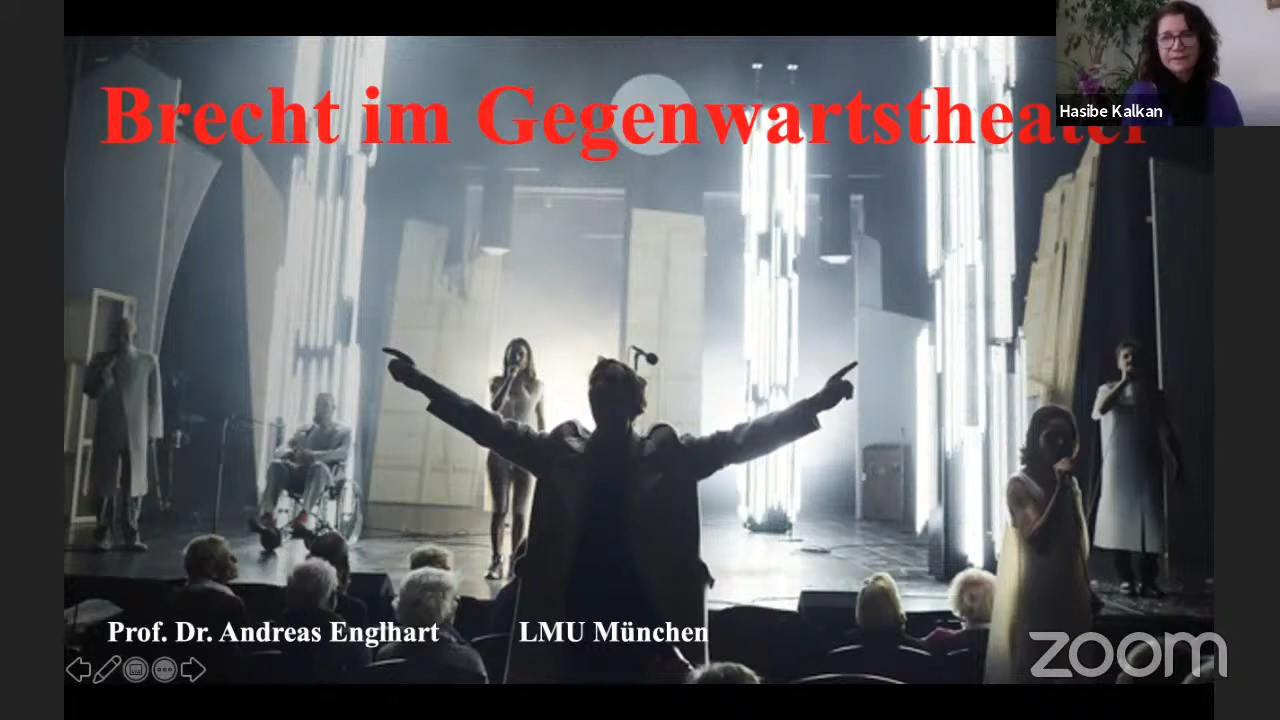 Brecht im Gegenwartstheater
Hasibe Kalkan
Prof. Dr. Andreas Englhart LMU München
zoom